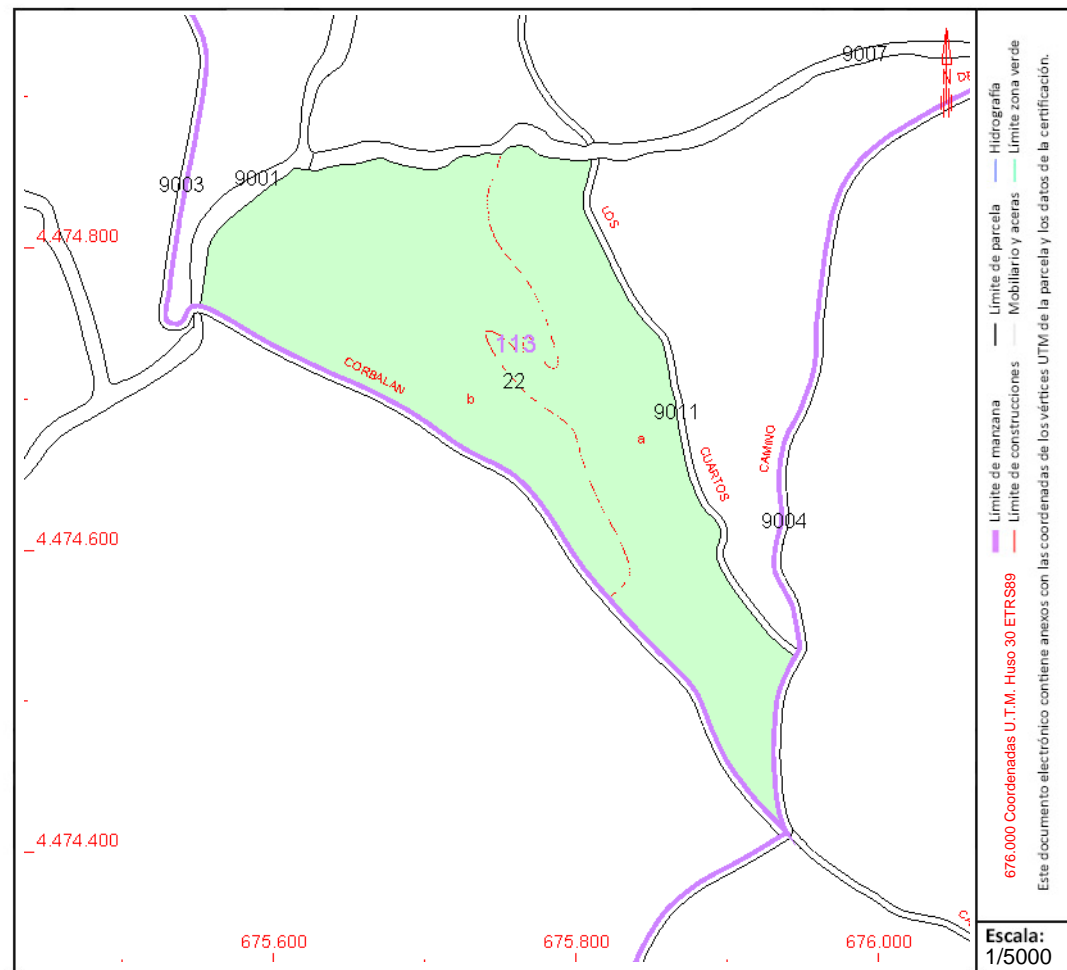 9007
N
9003
9001
LOS
4.474.800
113
CORBALAN
22
b
9011
a
CAMINO
CUARTOS
9004
4.474.600
4.474.400
675.600
675.800
676.000
Límite de manzana
Límite de parcela
Hidrografía
Límite de construcciones
Mobiliario y aceras
Límite zona verde
676.000 Coordenadas U.T.M. Huso 30 ETRS89
Este documento electrónico contiene anexos con las coordenadas de los vértices UTM de la parcela y los datos de la certificación.
Escala:
1/5000